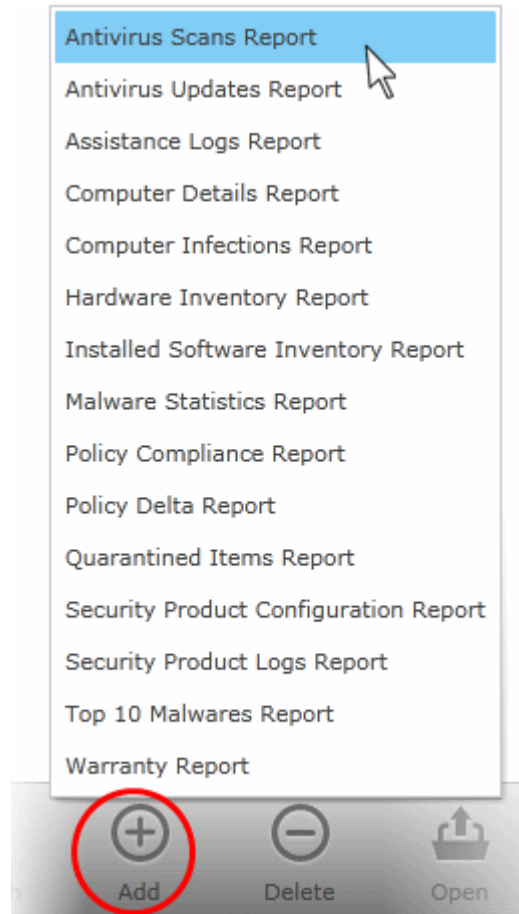 Antivirus Scans Report
Antivirus Updates Report
Assistance Logs Report
Computer Details Report
Computer Infections Report
Hardware Inventory Report
Installed Software Inventory Report
Malware Statistics Report
Policy Compliance Report
Policy Delta Report
Quarantined Items Report
Security Product Configuration Report
Security Product Logs Report
Top 10 Malwares Report
Warranty Report
Add Delete Open